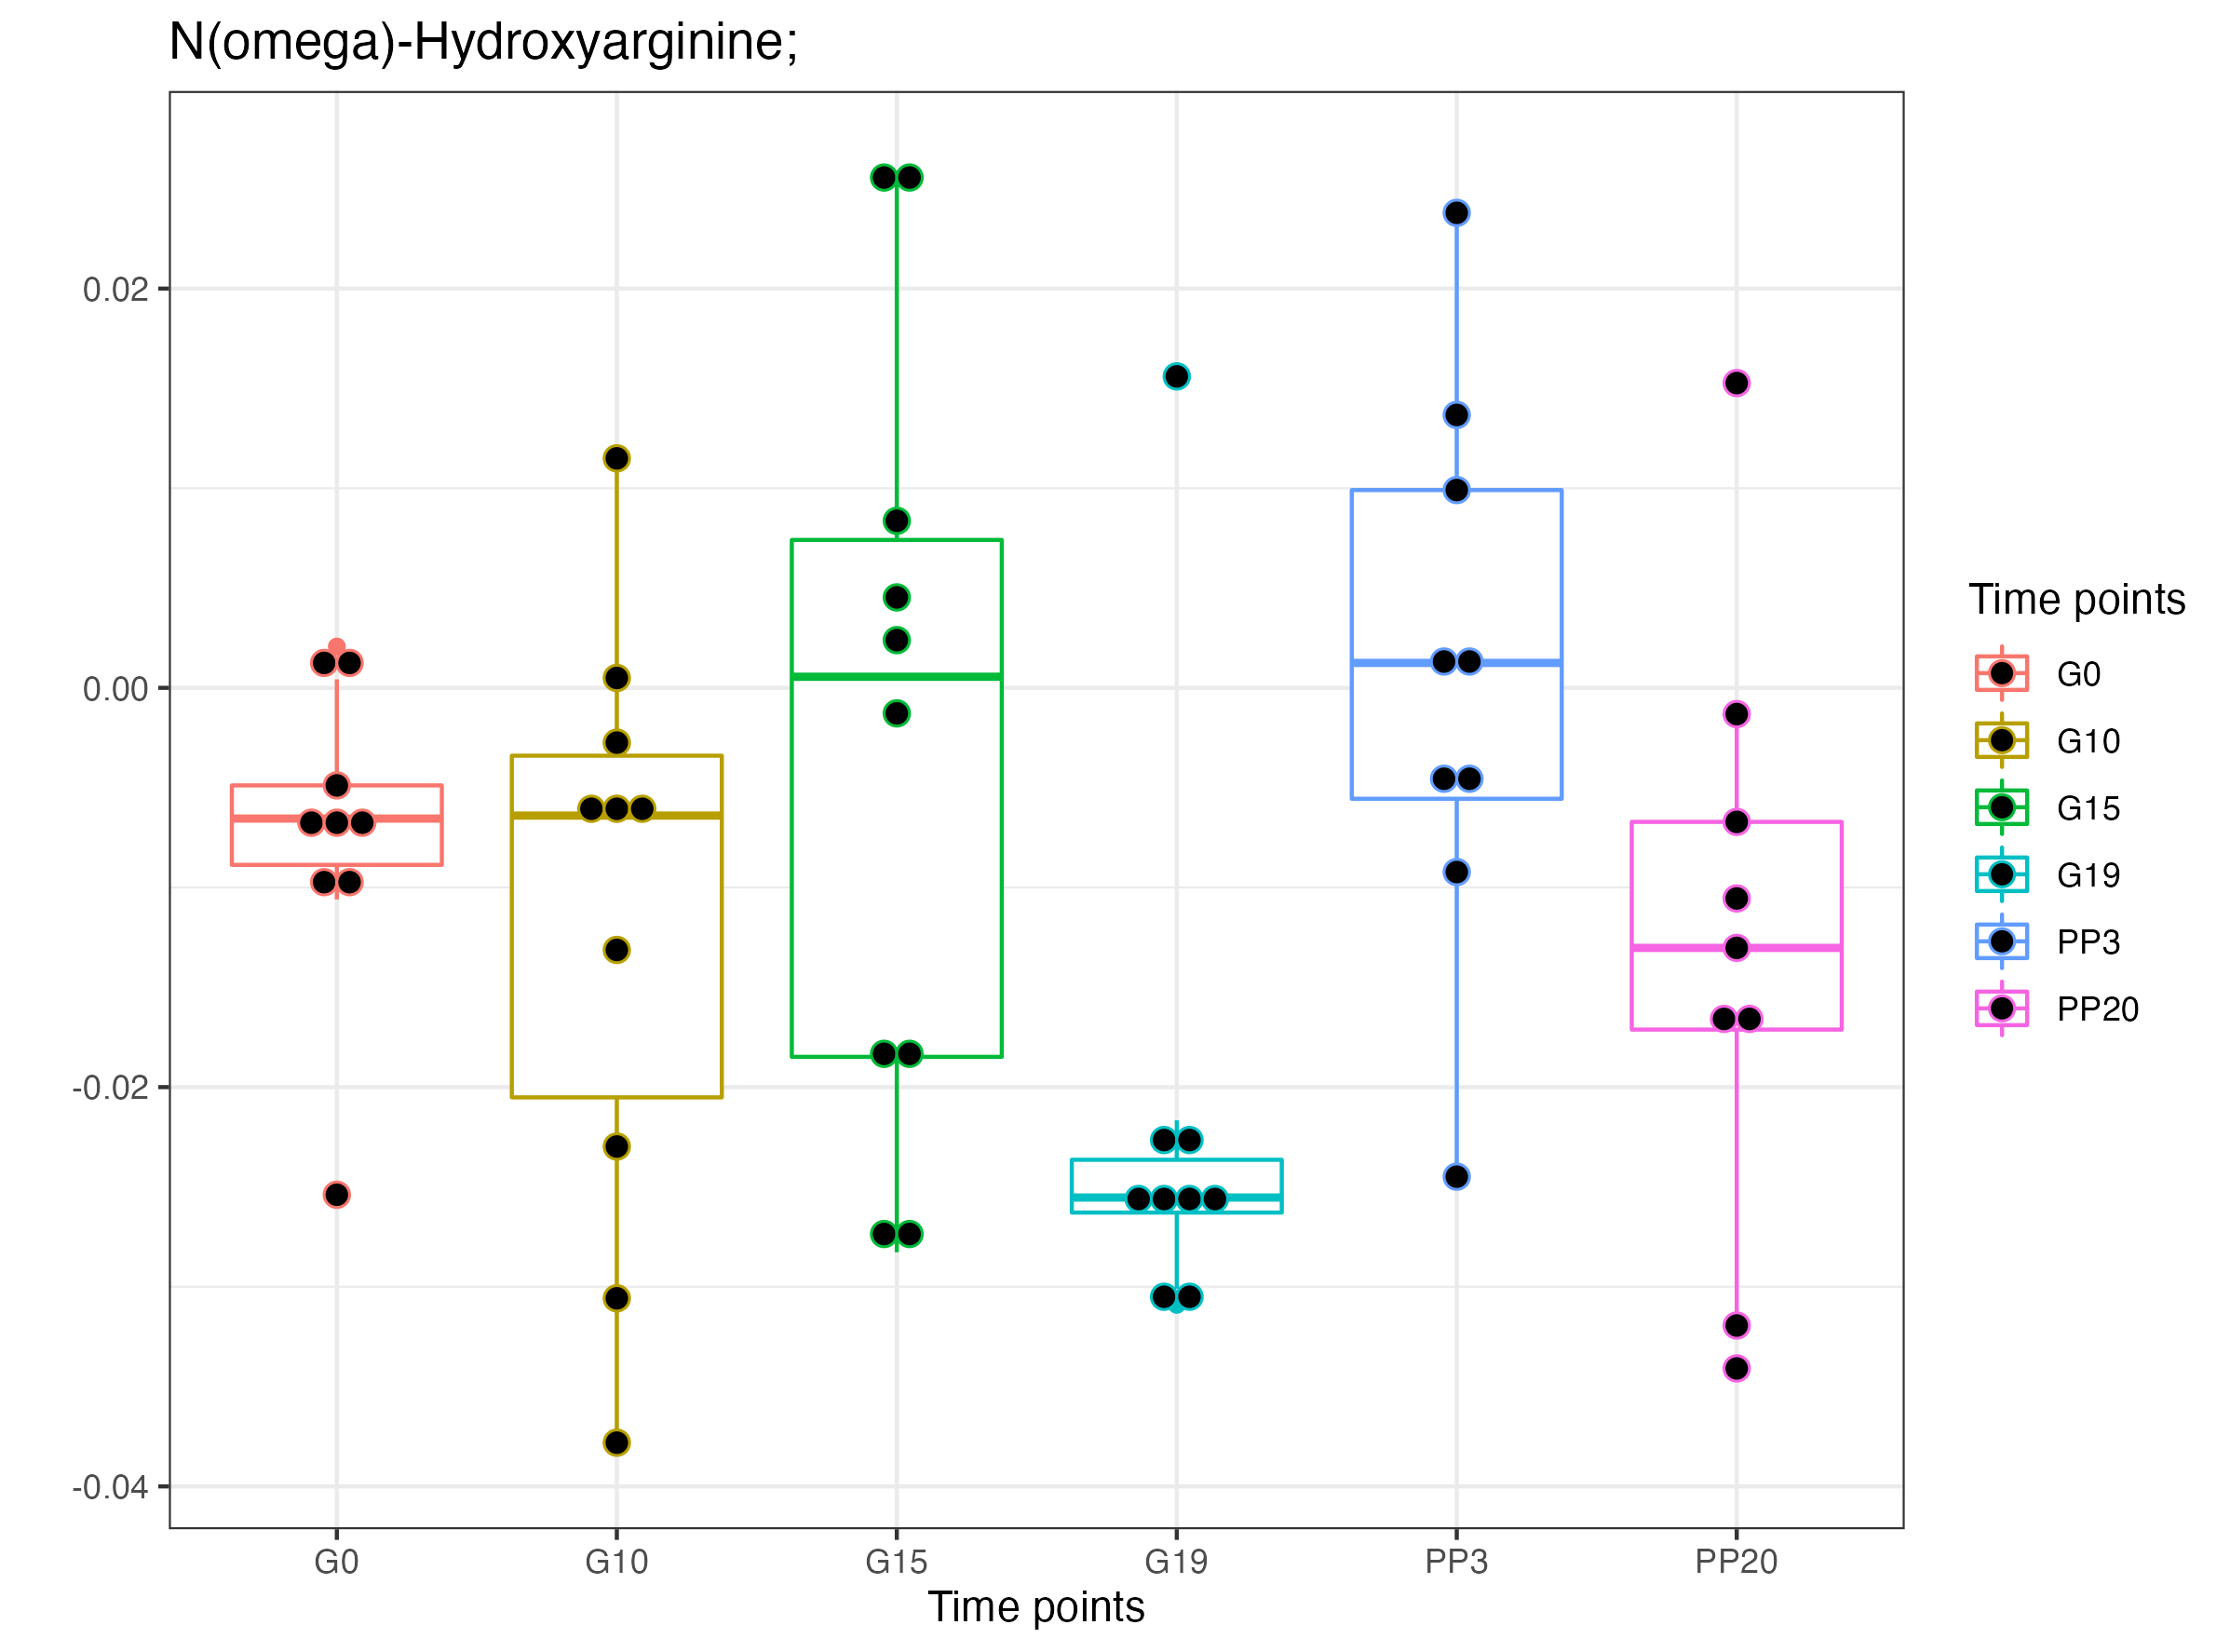 N(omega)-Hydroxyarginine;
0.02
0.00
-0.02
-0.04
G0 G10 G15 G19 PP3 PP20
Time points
Time points
G0
G10
G15
G19
PP3
PP20